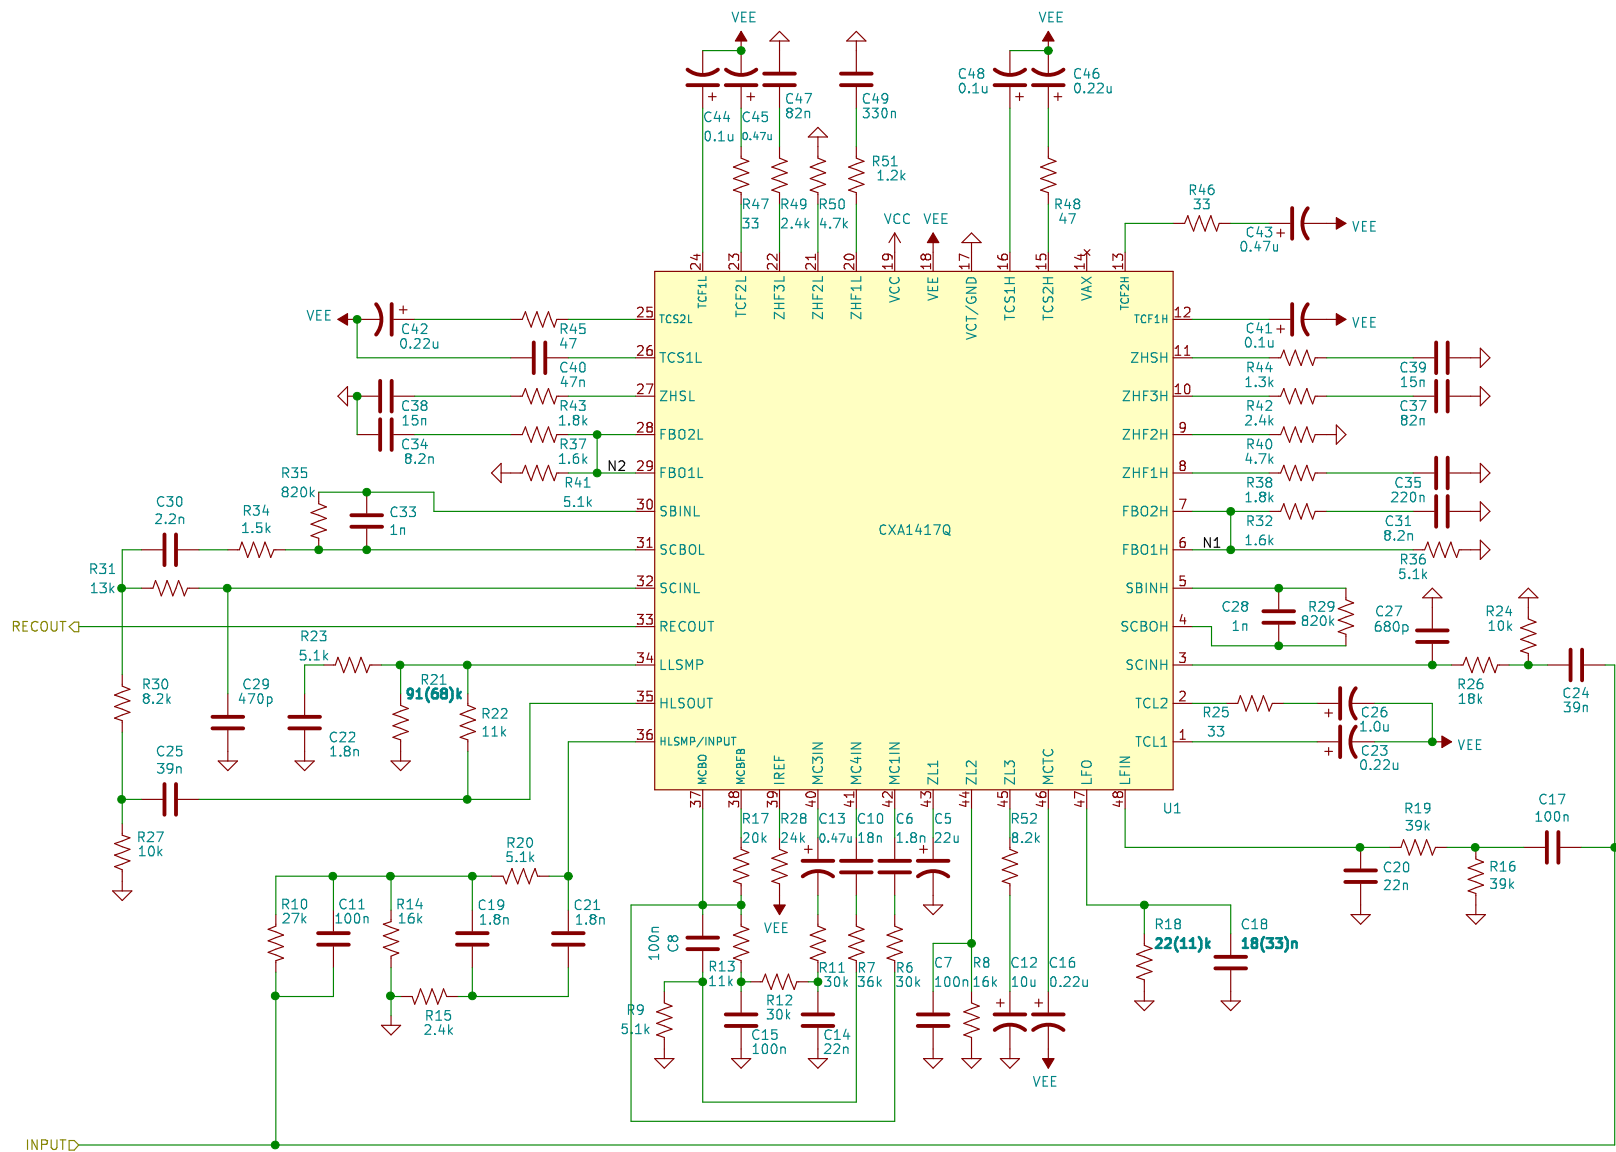 VEE
VEE
C44
0.1u
C45
0.47u
C47
82n
C49
330n
C48
0.1u
C46
0.22u
R47
33
R49
2.4k
R50
4.7k
R51
1.2k
R48
47
R46
33
C43
0.47u
VEE
VCC
VEE
24
23
22
21
20
19
18
17
16
15
14
13
TCF1L
TCF2L
ZHF3L
ZHF2L
ZHF1L
VCC
VEE
VCT/GND
TCS1H
TCS2H
VAX
TCF2H
VEE
C42
0.22u
R45
47
25
TCS2L
C40
47n
26
TCS1L
C38
15n
R43
1.8k
27
ZHSL
C34
8.2n
R37
1.6k
28
FBO2L
R41
5.1k
N2
29
FBO1L
R35
820k
C33
1n
30
SBINL
C30
2.2n
R34
1.5k
31
SCBOL
R31
13k
32
SCINL
RECOUT
33
RECOUT
R23
5.1k
34
LLSMP
R21
91(68)k
R22
11k
35
HLSOUT
36
HLSMP/INPUT
R30
8.2k
C29
470p
C22
1.8n
C25
39n
R27
10k
CXA1417Q
TCF1H
12
C41
0.1u
VEE
ZHSH
11
R44
1.3k
C39
15n
ZHF3H
10
R42
2.4k
C37
82n
ZHF2H
9
R40
4.7k
ZHF1H
8
R38
1.8k
C35
220n
FBO2H
7
R32
1.6k
C31
8.2n
FBO1H
6
N1
R36
5.1k
SBINH
5
C28
1n
R29
820k
SCBOH
4
C27
680p
R24
10k
SCINH
3
R26
18k
C24
39n
TCL2
2
R25
33
C26
1.0u
TCL1
1
C23
0.22u
VEE
U1
MCBO
MCBFB
IREF
MC3IN
MC4IN
MC1IN
ZL1
ZL2
ZL3
MCTC
LFO
LFIN
37
38
39
40
41
42
43
44
45
46
47
48
R17
20k
R28
24k
C13
0.47u
C10
18n
C6
1.8n
C5
22u
R52
8.2k
R19
39k
C17
100n
C20
22n
R16
39k
R20
5.1k
R10
27k
C11
100n
R14
16k
C19
1.8n
C21
1.8n
R15
2.4k
VEE
C8
100n
R13
11k
R12
30k
R11
30k
R7
36k
R6
30k
C7
100n
R8
16k
C12
10u
C16
0.22u
R18
22(11)k
C18
18(33)n
R9
5.1k
C15
100n
C14
22n
VEE
INPUT